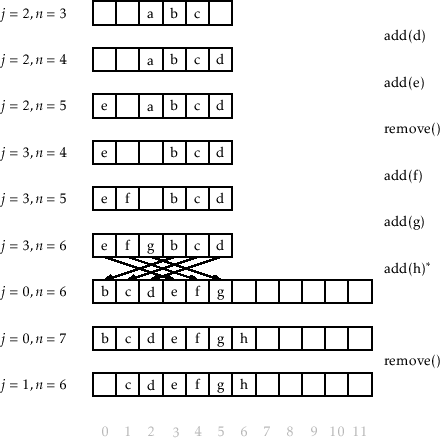 j = 2, n = 3 a b c
add(d)
j = 2, n = 4 a b c d
add(e)
j = 2, n = 5 e a b c d
remove()
j = 3, n = 4 e b c d
add(f)
j = 3, n = 5 e f b c d
add(g)
j = 3, n = 6 e f g b c d
add(h)*
j = 0, n = 6 b c d e f g
j = 0, n = 7 b c d e f g h
remove()
j = 1, n = 6 c d e f g h
0 1 2 3 4 5 6 7 8 9 10 11